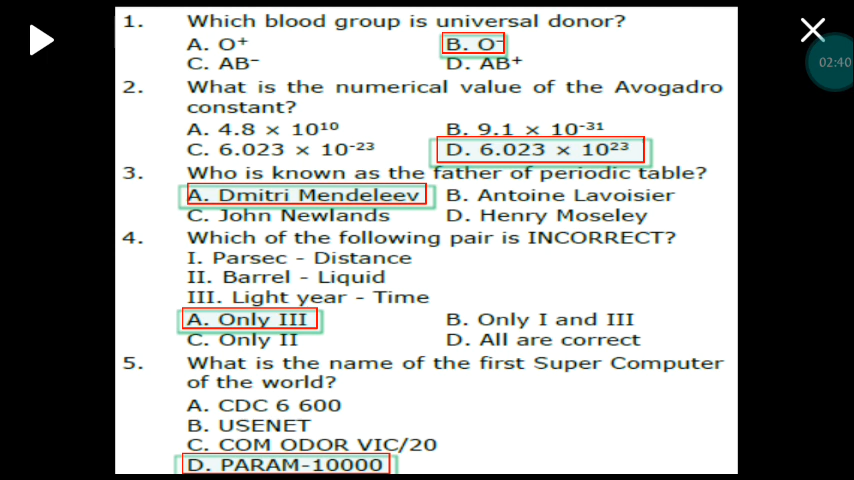 1. Which blood group is universal donor?
A. O⁺ B. O⁻
C. AB⁻ D. AB⁺
2. What is the numerical value of the Avogadro
constant?
A. 4.8 × 10¹⁰ B. 9.1 × 10⁻³¹
C. 6.023 × 10⁻²³ D. 6.023 × 10²³
3. Who is known as the father of periodic table?
A. Dmitri Mendeleev B. Antoine Lavoisier
C. John Newlands D. Henry Moseley
4. Which of the following pair is INCORRECT?
I. Parsec - Distance
II. Barrel - Liquid
III. Light year - Time
A. Only III B. Only I and III
C. Only II D. All are correct
5. What is the name of the first Super Computer
of the world?
A. CDC 6 600
B. USENET
C. COM ODOR VIC/20
D. PARAM-10000
02:40